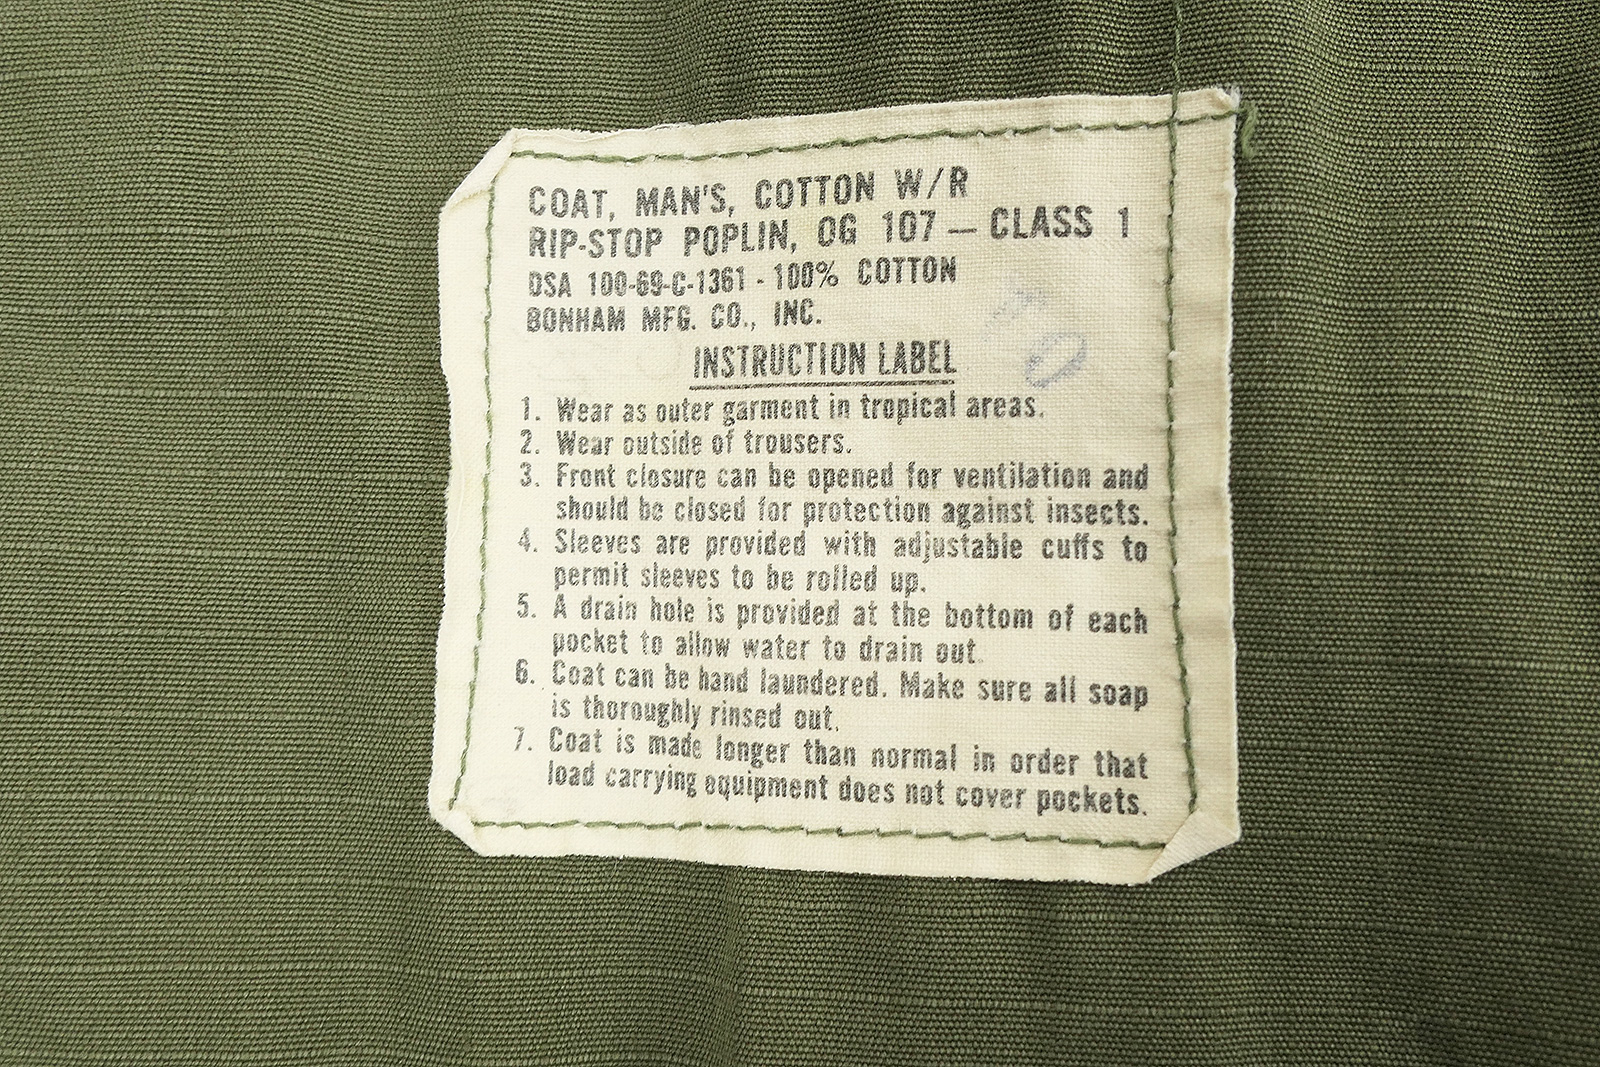 COAT, MAN'S, COTTON W/R
RIP-STOP POPLIN, OG 107 — CLASS 1
DSA 100-69-C-1361 - 100% COTTON
BONHAM MFG. CO., INC.
INSTRUCTION LABEL
1. Wear as outer garment in tropical areas.
2. Wear outside of trousers.
3. Front closure can be opened for ventilation and
should be closed for protection against insects.
4. Sleeves are provided with adjustable cuffs to
permit sleeves to be rolled up.
5. A drain hole is provided at the bottom of each
pocket to allow water to drain out.
6. Coat can be hand laundered. Make sure all soap
is thoroughly rinsed out.
7. Coat is made longer than normal in order that
load carrying equipment does not cover pockets.